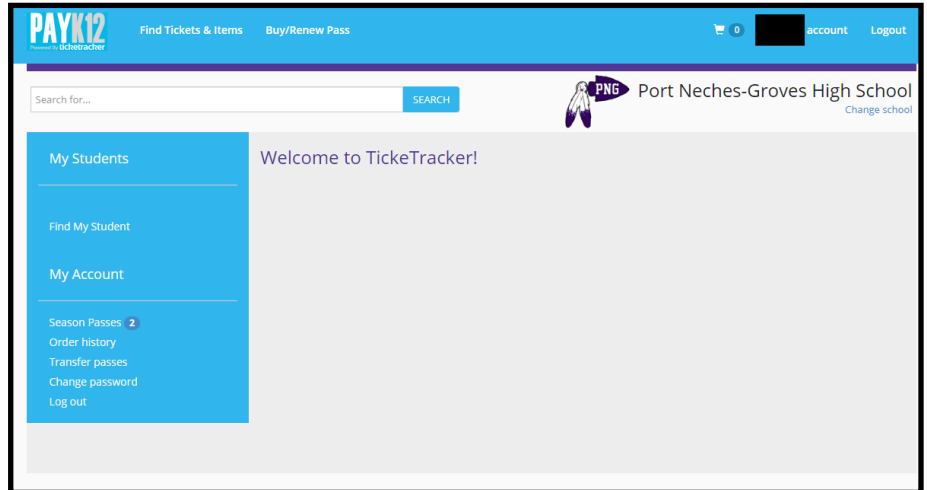 PAYK12
Powered By ticketracker
Find Tickets & Items
Buy/Renew Pass
0
account
Logout
Search for...
SEARCH
PNG
Port Neches-Groves High School
Change school
My Students
Find My Student
My Account
Season Passes 2
Order history
Transfer passes
Change password
Log out
Welcome to TickeTracker!